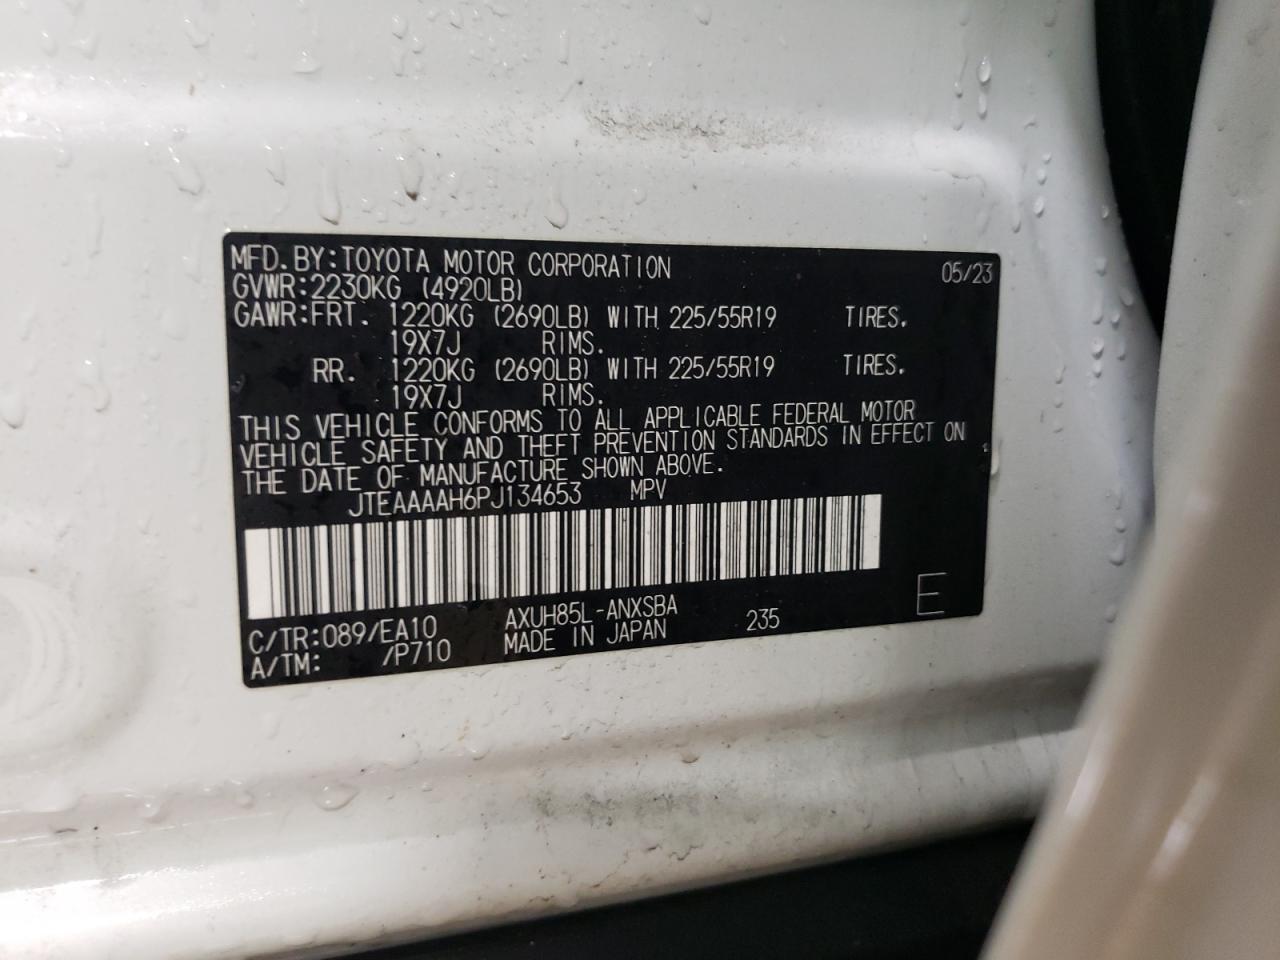 MFD. BY:TOYOTA MOTOR CORPORATION 05/23
GVWR:2230KG (4920LB)
GAWR:FRT. 1220KG (2690LB) WITH 225/55R19 TIRES.
19X7J RIMS.
RR. 1220KG (2690LB) WITH 225/55R19 TIRES.
19X7J RIMS.
THIS VEHICLE CONFORMS TO ALL APPLICABLE FEDERAL MOTOR
VEHICLE SAFETY AND THEFT PREVENTION STANDARDS IN EFFECT ON
THE DATE OF MANUFACTURE SHOWN ABOVE.
JTEAAAAH6PJ134653 MPV
C/TR:089/EA10 AXUH85L-ANXSBA 235 E
A/TM: /P710 MADE IN JAPAN